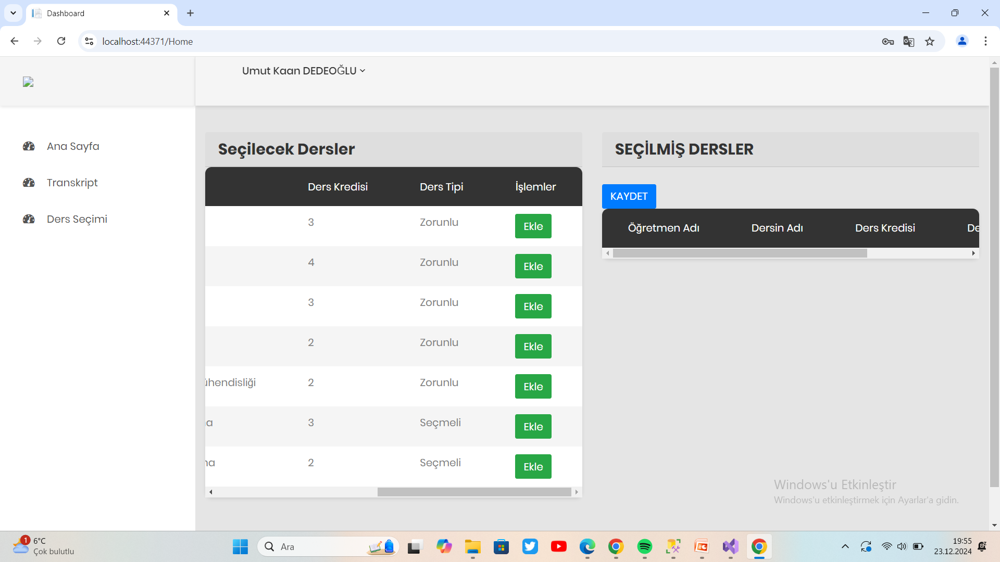 Dashboard
localhost:44371/Home
Umut Kaan DEDEOĞLU
Ana Sayfa
Transkript
Ders Seçimi
Seçilecek Dersler
Ders Kredisi Ders Tipi İşlemler
3 Zorunlu Ekle
4 Zorunlu Ekle
3 Zorunlu Ekle
2 Zorunlu Ekle
ühendisliği 2 Zorunlu Ekle
a 3 Seçmeli Ekle
na 2 Seçmeli Ekle
SEÇİLMİŞ DERSLER
KAYDET
Öğretmen Adı Dersin Adı Ders Kredisi De
Windows'u Etkinleştir
Windows'u etkinleştirmek için Ayarlar'a gidin.
1
6°C
Çok bulutlu
Ara
19:55
23.12.2024